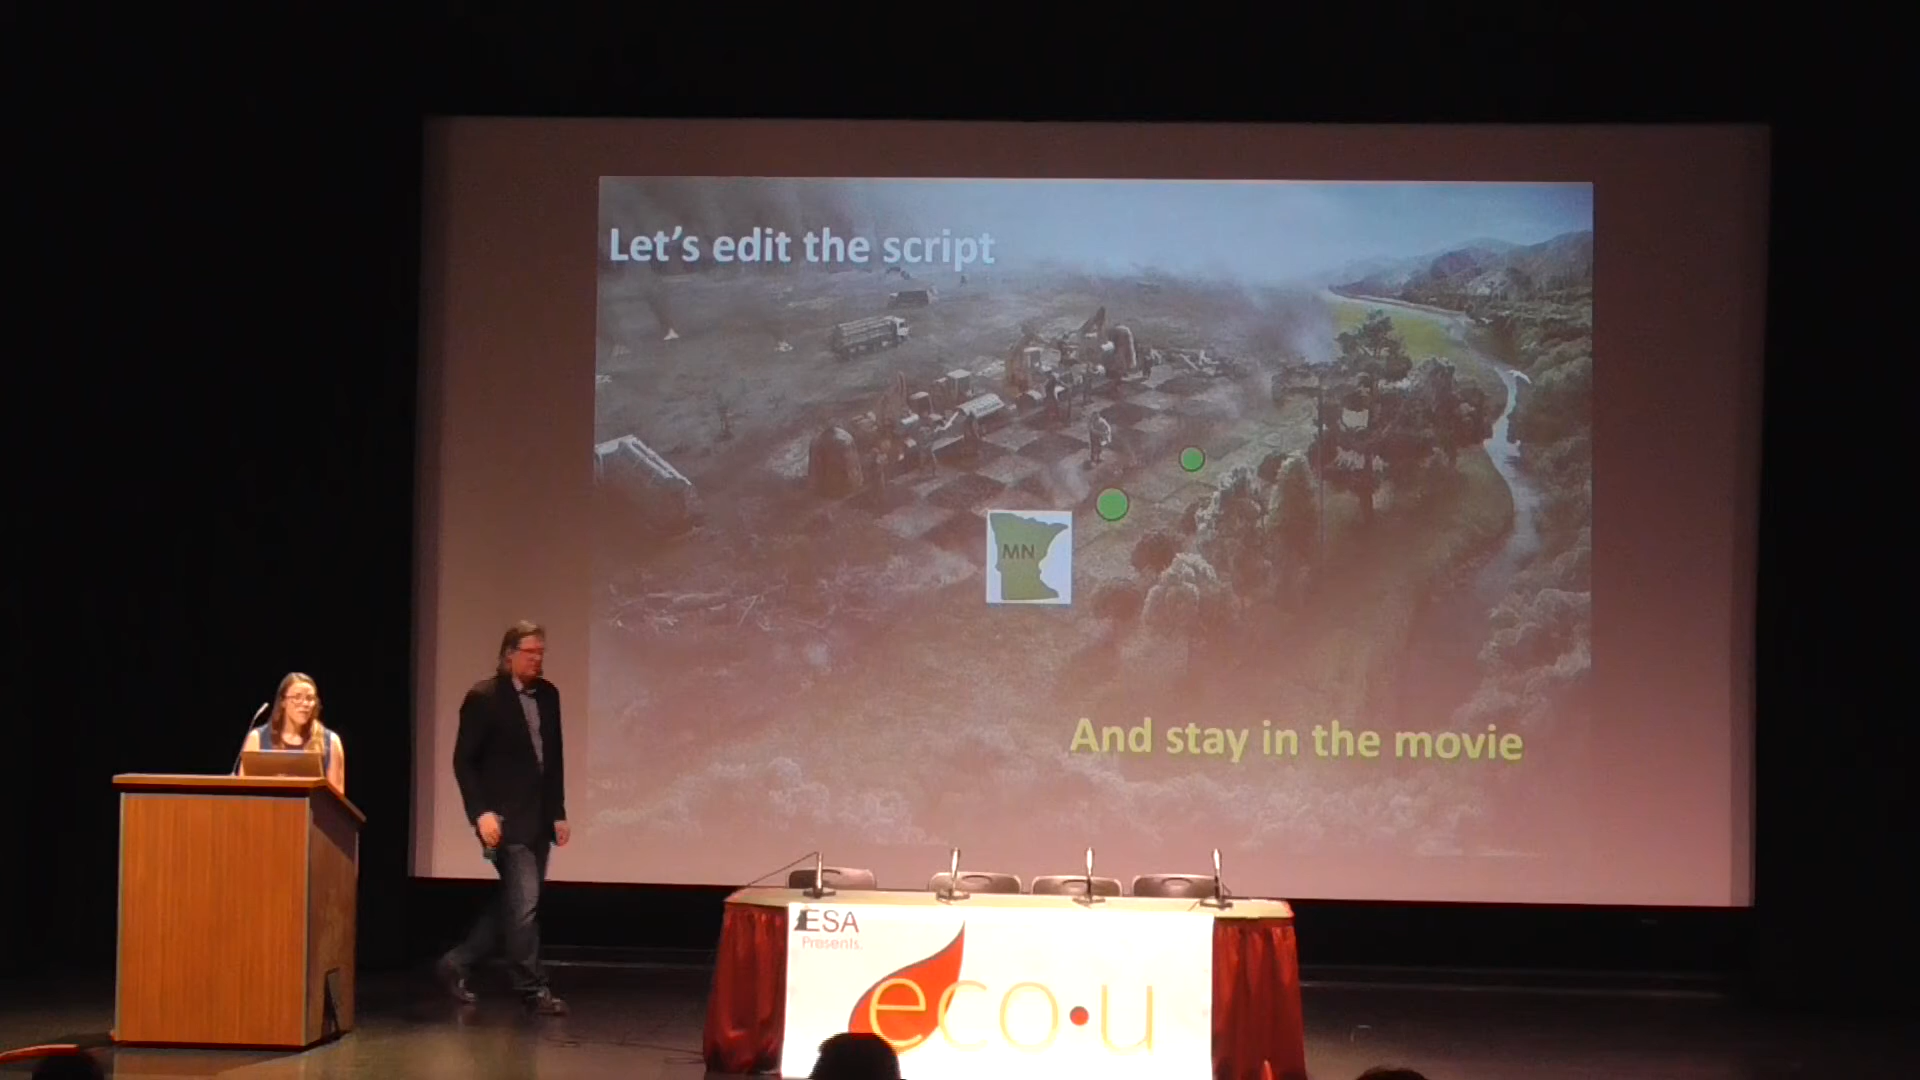 Let's edit the script
MN
And stay in the movie
ESA
Presents
eco·u